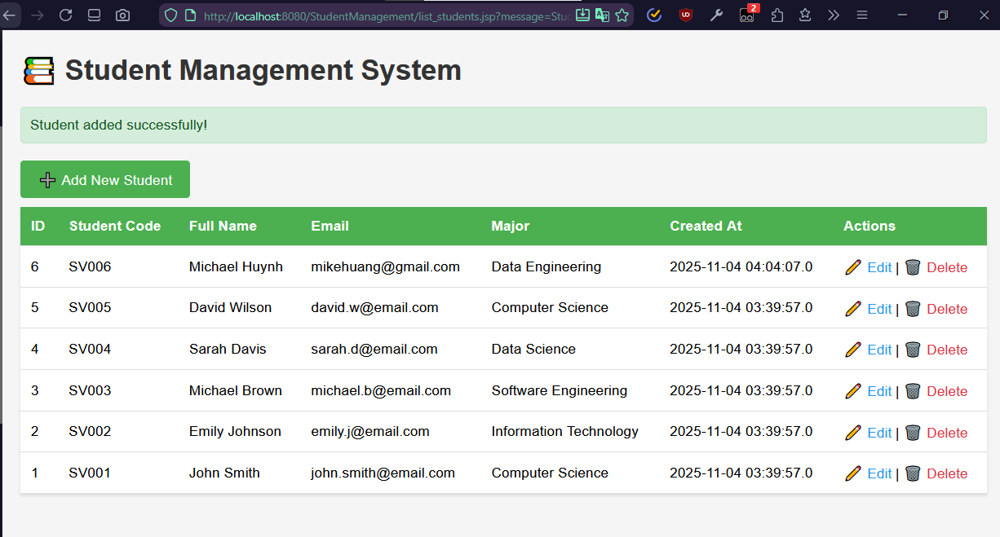 http://localhost:8080/StudentManagement/list_students.jsp?message=Stu
2
Student Management System
Student added successfully!
Add New Student
ID Student Code Full Name Email Major Created At Actions
6 SV006 Michael Huynh mikehuang@gmail.com Data Engineering 2025-11-04 04:04:07.0 Edit | Delete
5 SV005 David Wilson david.w@email.com Computer Science 2025-11-04 03:39:57.0 Edit | Delete
4 SV004 Sarah Davis sarah.d@email.com Data Science 2025-11-04 03:39:57.0 Edit | Delete
3 SV003 Michael Brown michael.b@email.com Software Engineering 2025-11-04 03:39:57.0 Edit | Delete
2 SV002 Emily Johnson emily.j@email.com Information Technology 2025-11-04 03:39:57.0 Edit | Delete
1 SV001 John Smith john.smith@email.com Computer Science 2025-11-04 03:39:57.0 Edit | Delete